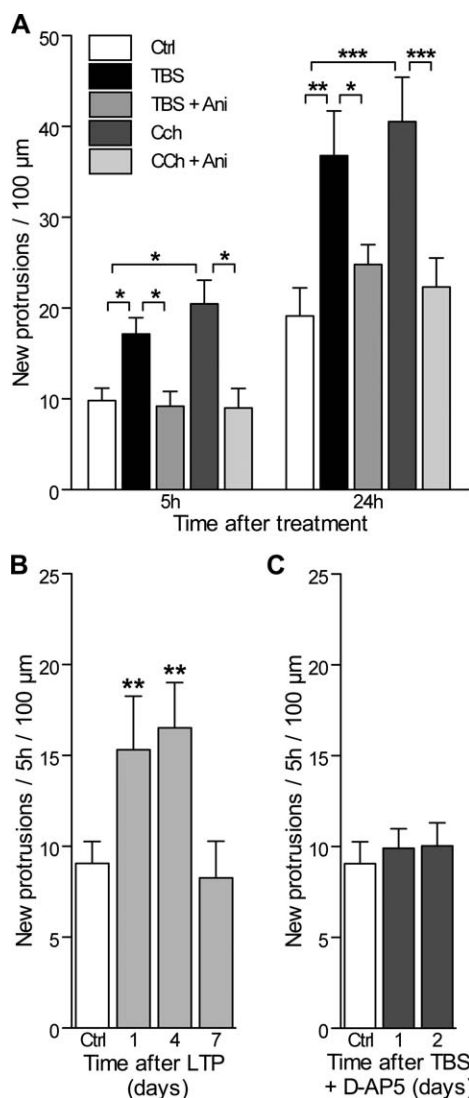 A
50
40
30
20
10
0
New protrusions / 100 µm
Ctrl
TBS
TBS + Ani
Cch
CCh + Ani
*
*
*
*
***
***
**
*
5h
24h
Time after treatment
B
25
20
15
10
5
0
New protrusions / 5h / 100 µm
**
**
Ctrl 1 4 7
Time after LTP
(days)
C
25
20
15
10
5
0
New protrusions / 5h / 100 µm
Ctrl 1 2
Time after TBS
+ D-AP5 (days)